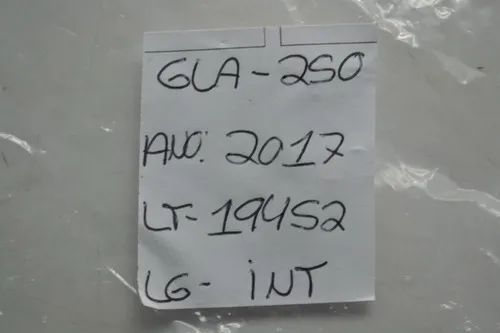 GLA-250
ANO: 2017
LT-19452
LG- INT